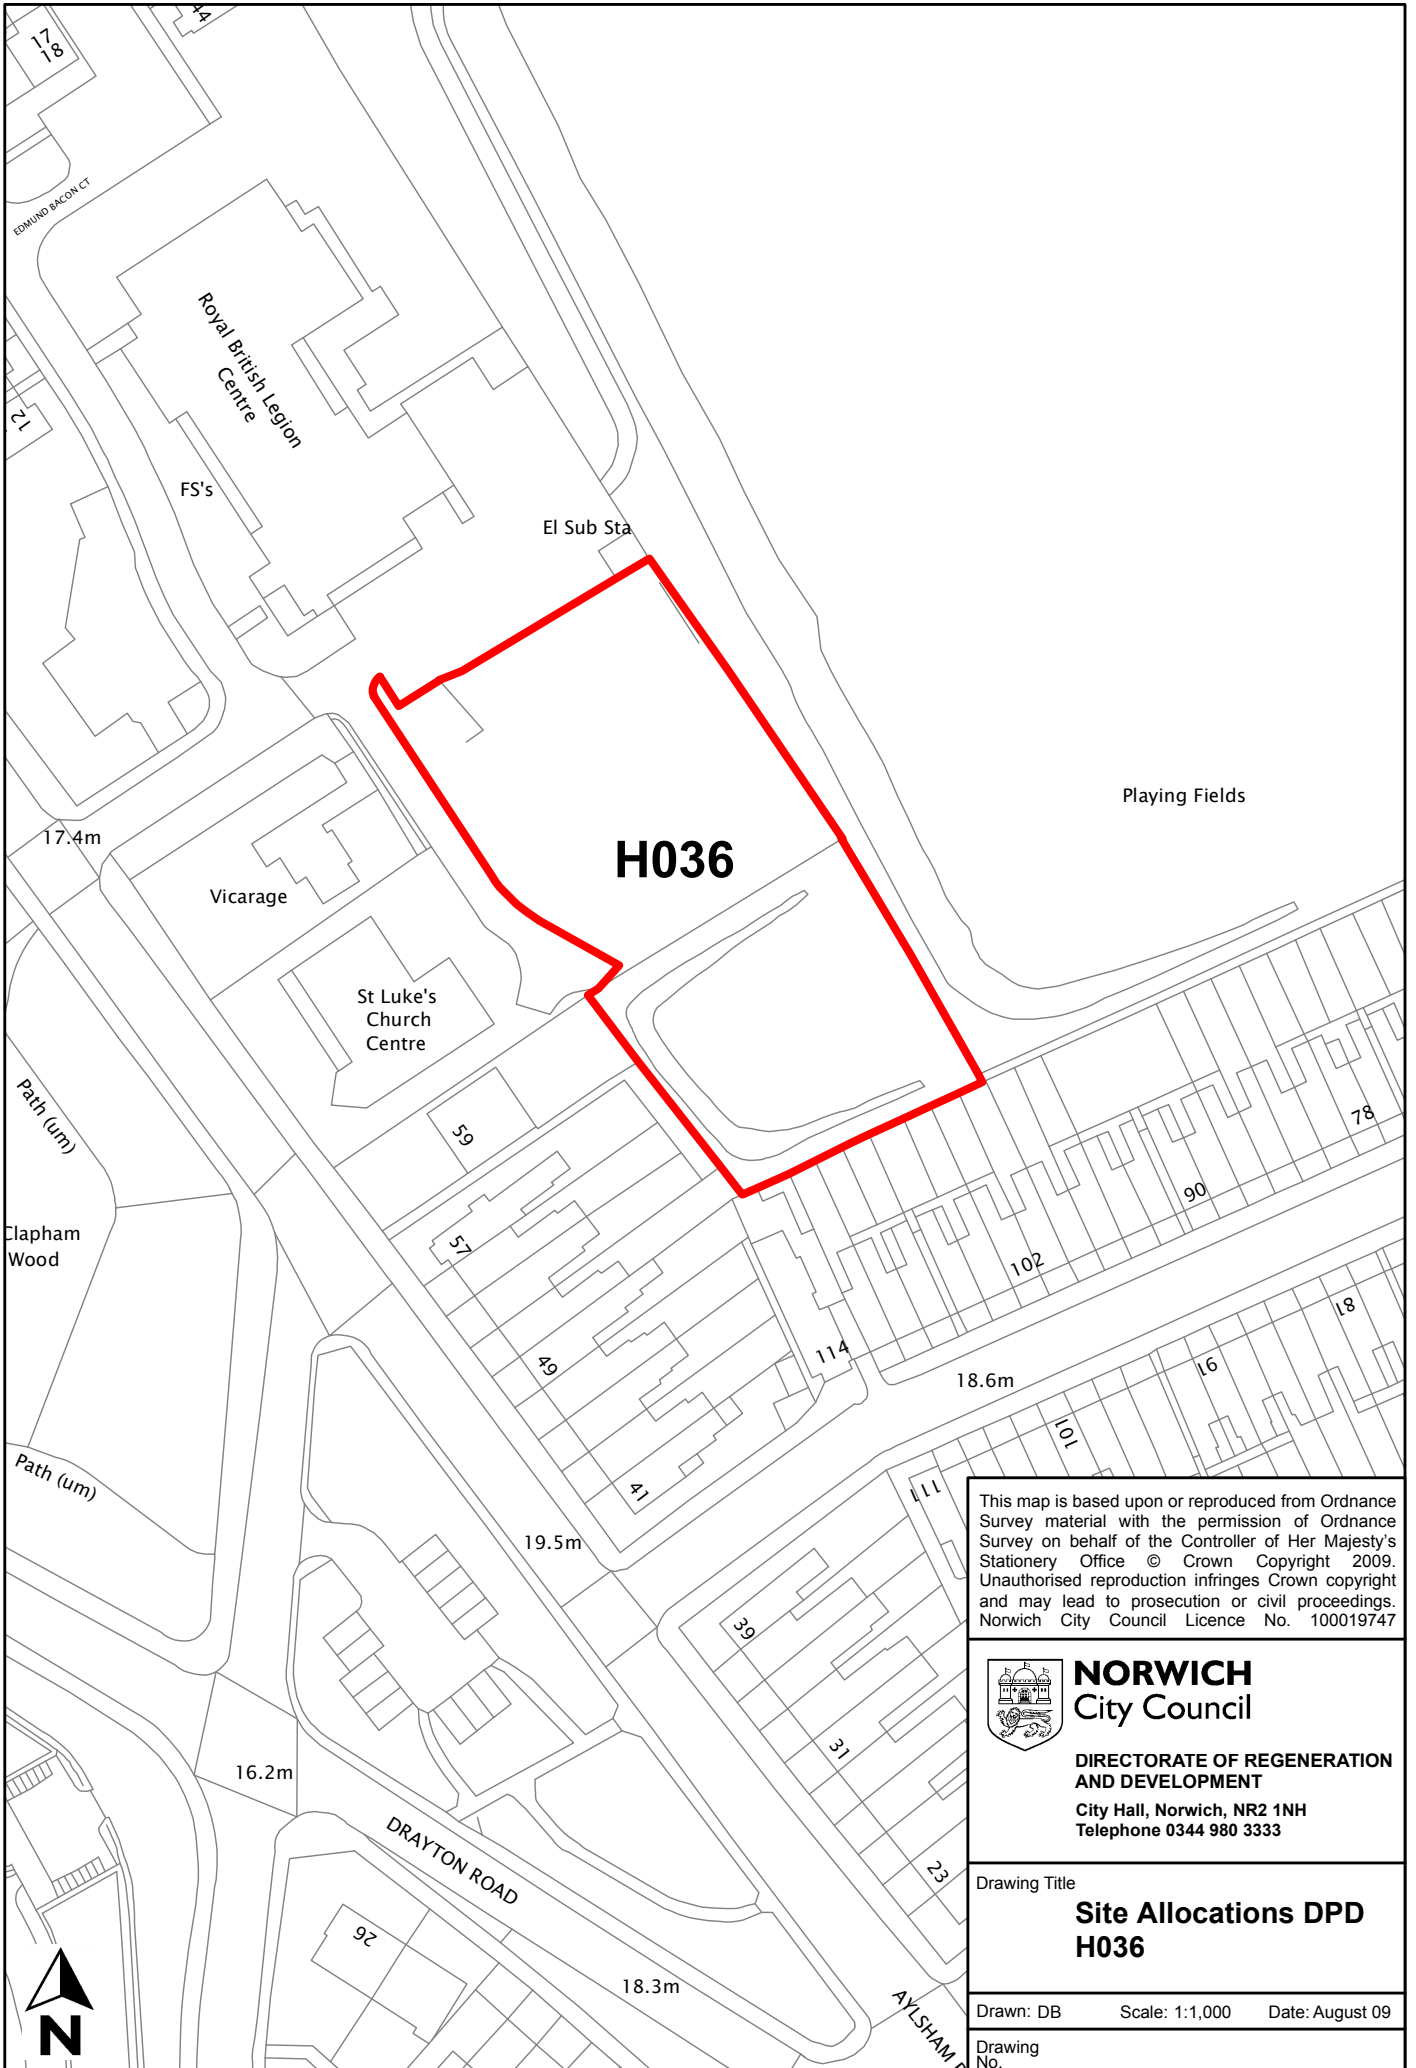 44
17
18
EDMUND BACON CT
Royal British Legion
Centre
12
FS's
El Sub Sta
Playing Fields
17.4m
H036
Vicarage
St Luke's
Church
Centre
Path (um)
59
78
90
Clapham
Wood
57
102
81
49
114
91
18.6m
101
Path (um)
41
111
19.5m
39
31
16.2m
DRAYTON ROAD
23
26
18.3m
AYLSHAM
N
This map is based upon or reproduced from Ordnance
Survey material with the permission of Ordnance
Survey on behalf of the Controller of Her Majesty's
Stationery Office © Crown Copyright 2009.
Unauthorised reproduction infringes Crown copyright
and may lead to prosecution or civil proceedings.
Norwich City Council Licence No. 100019747
NORWICH
City Council
DIRECTORATE OF REGENERATION
AND DEVELOPMENT
City Hall, Norwich, NR2 1NH
Telephone 0344 980 3333
Drawing Title
Site Allocations DPD
H036
Drawn: DB Scale: 1:1,000 Date: August 09
Drawing
No.